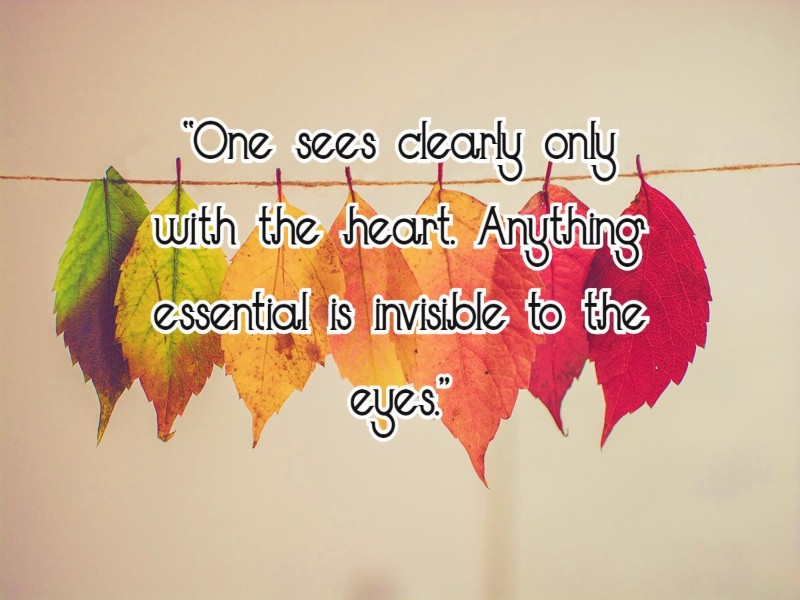 “One sees clearly only
with the heart. Anything
essential is invisible to the
eyes.”